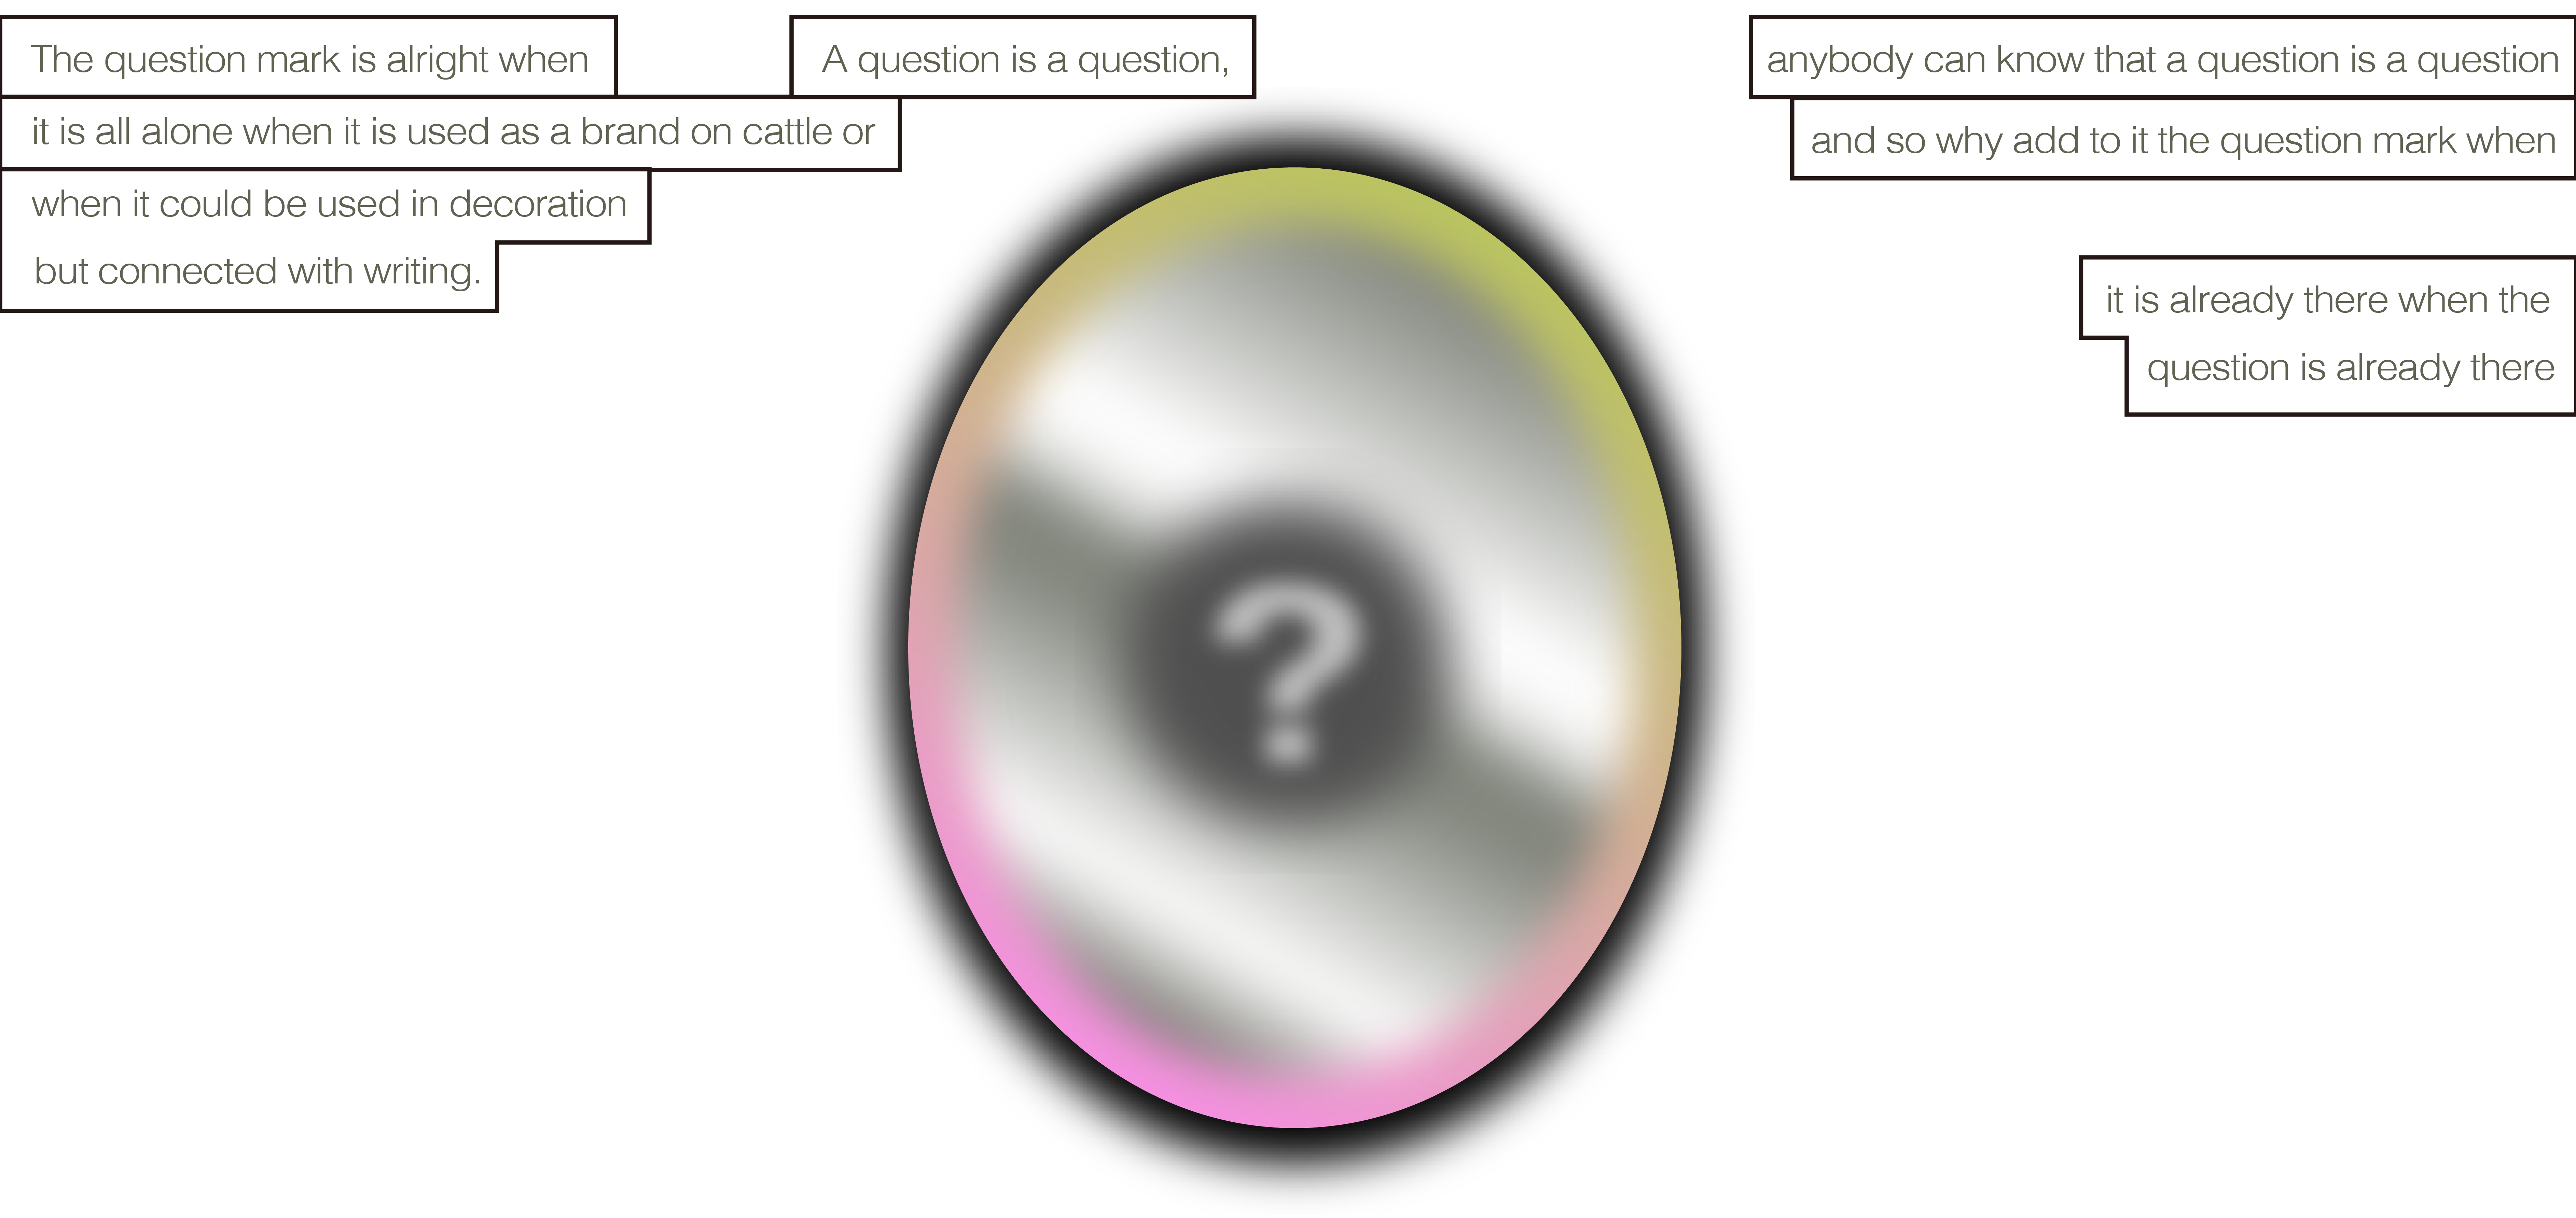 The question mark is alright when
it is all alone when it is used as a brand on cattle or
when it could be used in decoration
but connected with writing.
A question is a question,
anybody can know that a question is a question
and so why add to it the question mark when
it is already there when the
question is already there
?